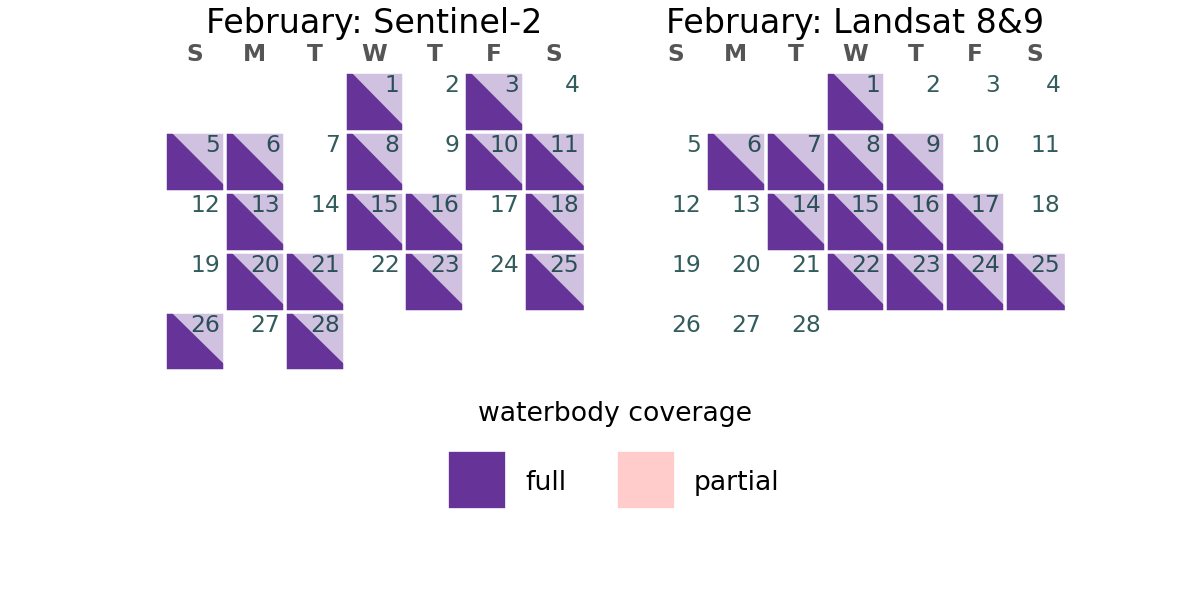 February: Sentinel-2
S M T W T F S
1 2 3 4
5 6 7 8 9 10 11
12 13 14 15 16 17 18
19 20 21 22 23 24 25
26 27 28
February: Landsat 8&9
S M T W T F S
1 2 3 4
5 6 7 8 9 10 11
12 13 14 15 16 17 18
19 20 21 22 23 24 25
26 27 28
waterbody coverage
full partial